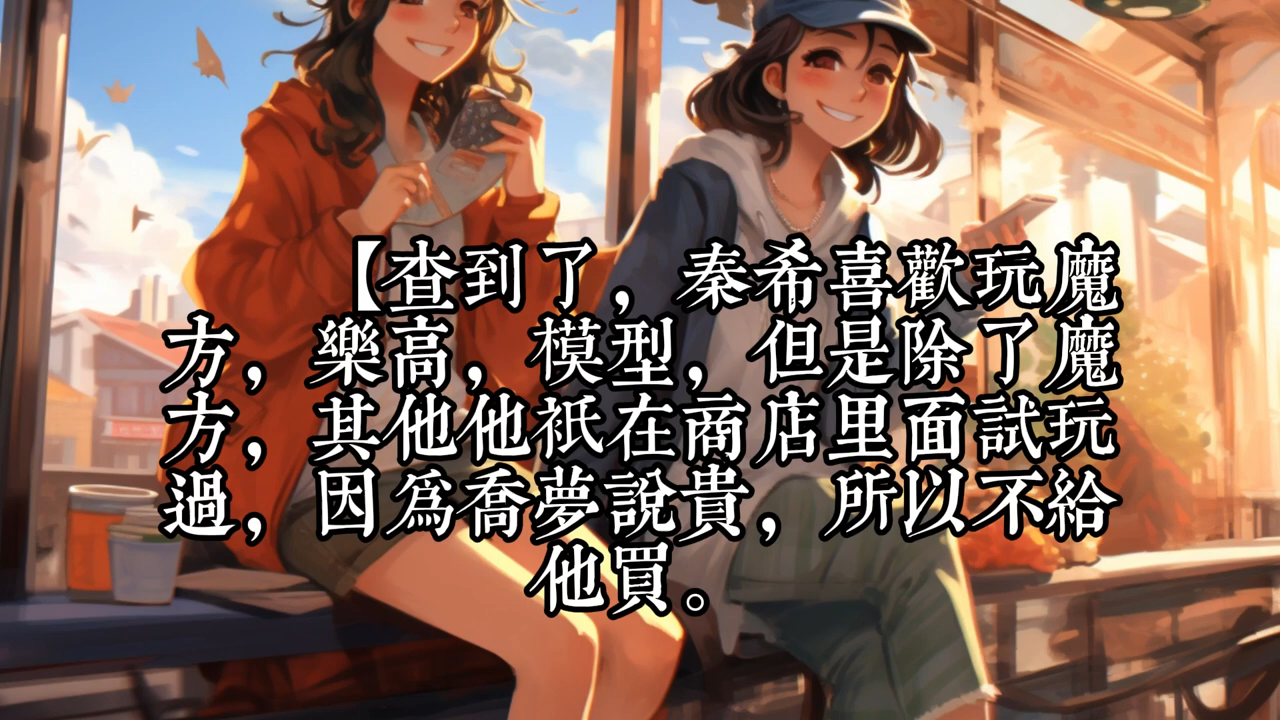 【查到了，秦希喜歡玩魔
方，樂高，模型，但是除了魔
方，其他他衹在商店里面試玩
過，因爲喬夢說貴，所以不給
他買。